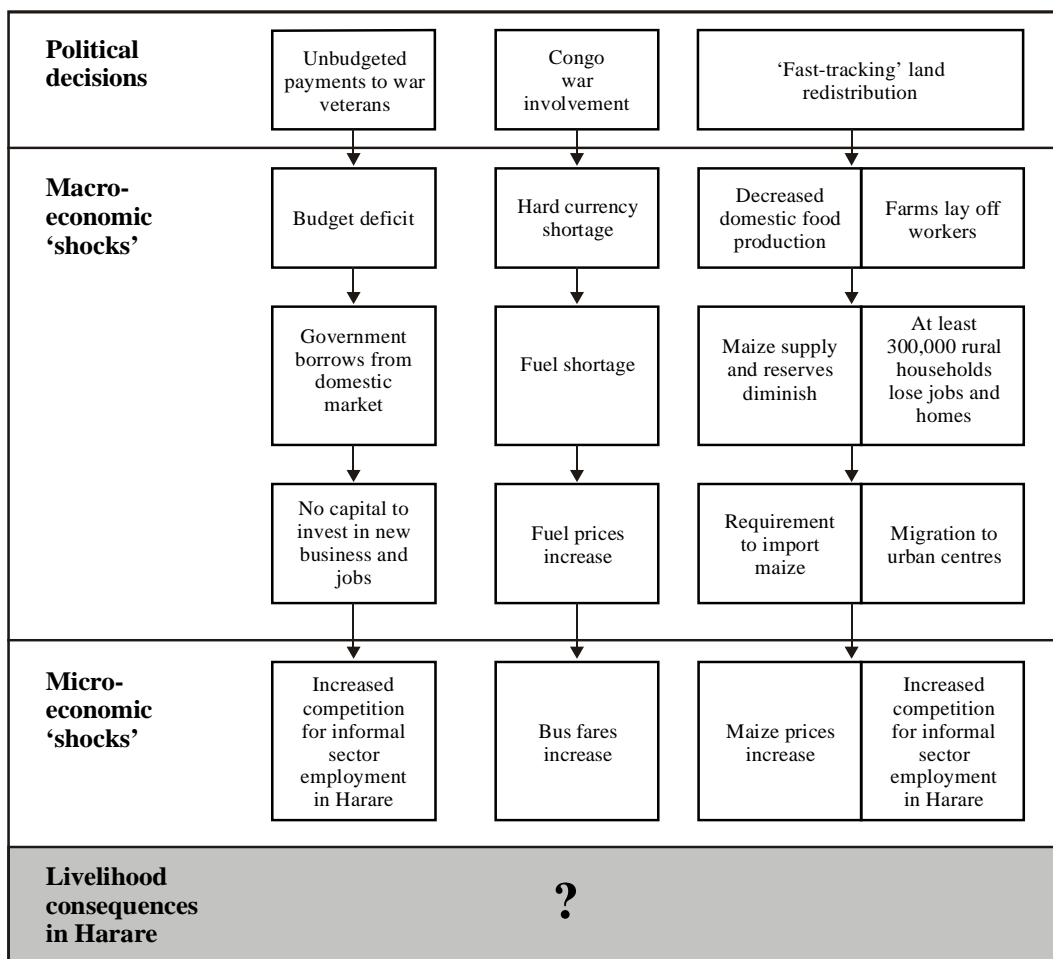 Political
decisions
Unbudgeted
payments to war
veterans
Congo
war
involvement
‘Fast-tracking’ land
redistribution
Macro-
economic
‘shocks’
Budget deficit
Hard currency
shortage
Decreased
domestic food
production
Farms lay off
workers
Government
borrows from
domestic
market
Fuel shortage
Maize supply
and reserves
diminish
At least
300,000 rural
households
lose jobs and
homes
No capital to
invest in new
business and
jobs
Fuel prices
increase
Requirement
to import
maize
Migration to
urban centres
Micro-
economic
‘shocks’
Increased
competition
for informal
sector
employment
in Harare
Bus fares
increase
Maize prices
increase
Increased
competition
for informal
sector
employment
in Harare
Livelihood
consequences
in Harare
?